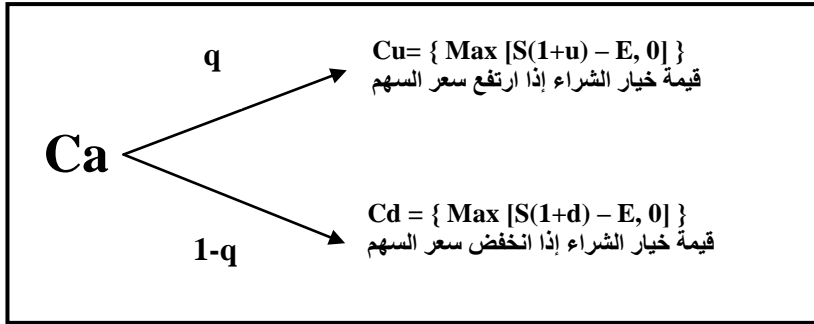 q
Cu= { Max [S(1+u) – E, 0] }
قيمة خيار الشراء إذا ارتفع سعر السهم
Ca
Cd = { Max [S(1+d) – E, 0] }
قيمة خيار الشراء إذا انخفض سعر السهم
1-q